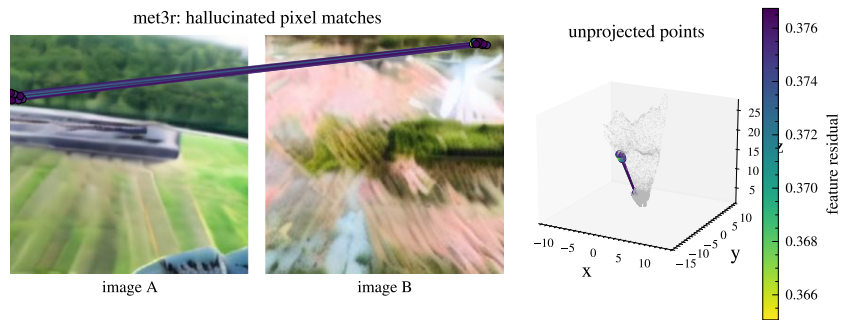 met3r: hallucinated pixel matches
image A
image B
unprojected points
25
20
15
10
5
−10
−5
0
5
10
x
−15
−10
−5
0
5
10
y
z
0.376
0.374
0.372
0.370
0.368
0.366
feature residual